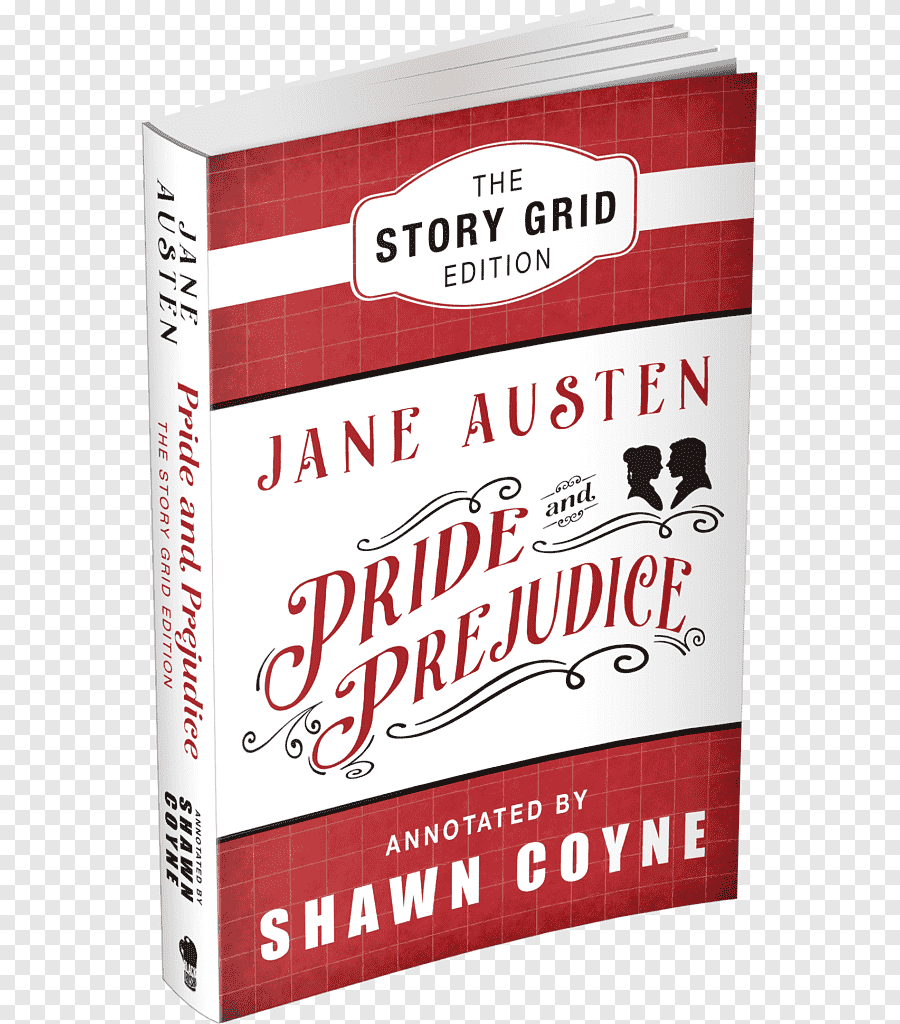 THE
STORY GRID
EDITION
JANE AUSTEN
PRIDE and
PREJUDICE
ANNOTATED BY
SHAWN COYNE
JANE
AUSTEN
Pride and Prejudice
THE STORY GRID EDITION
ANNOTATED BY
SHAWN
COYNE